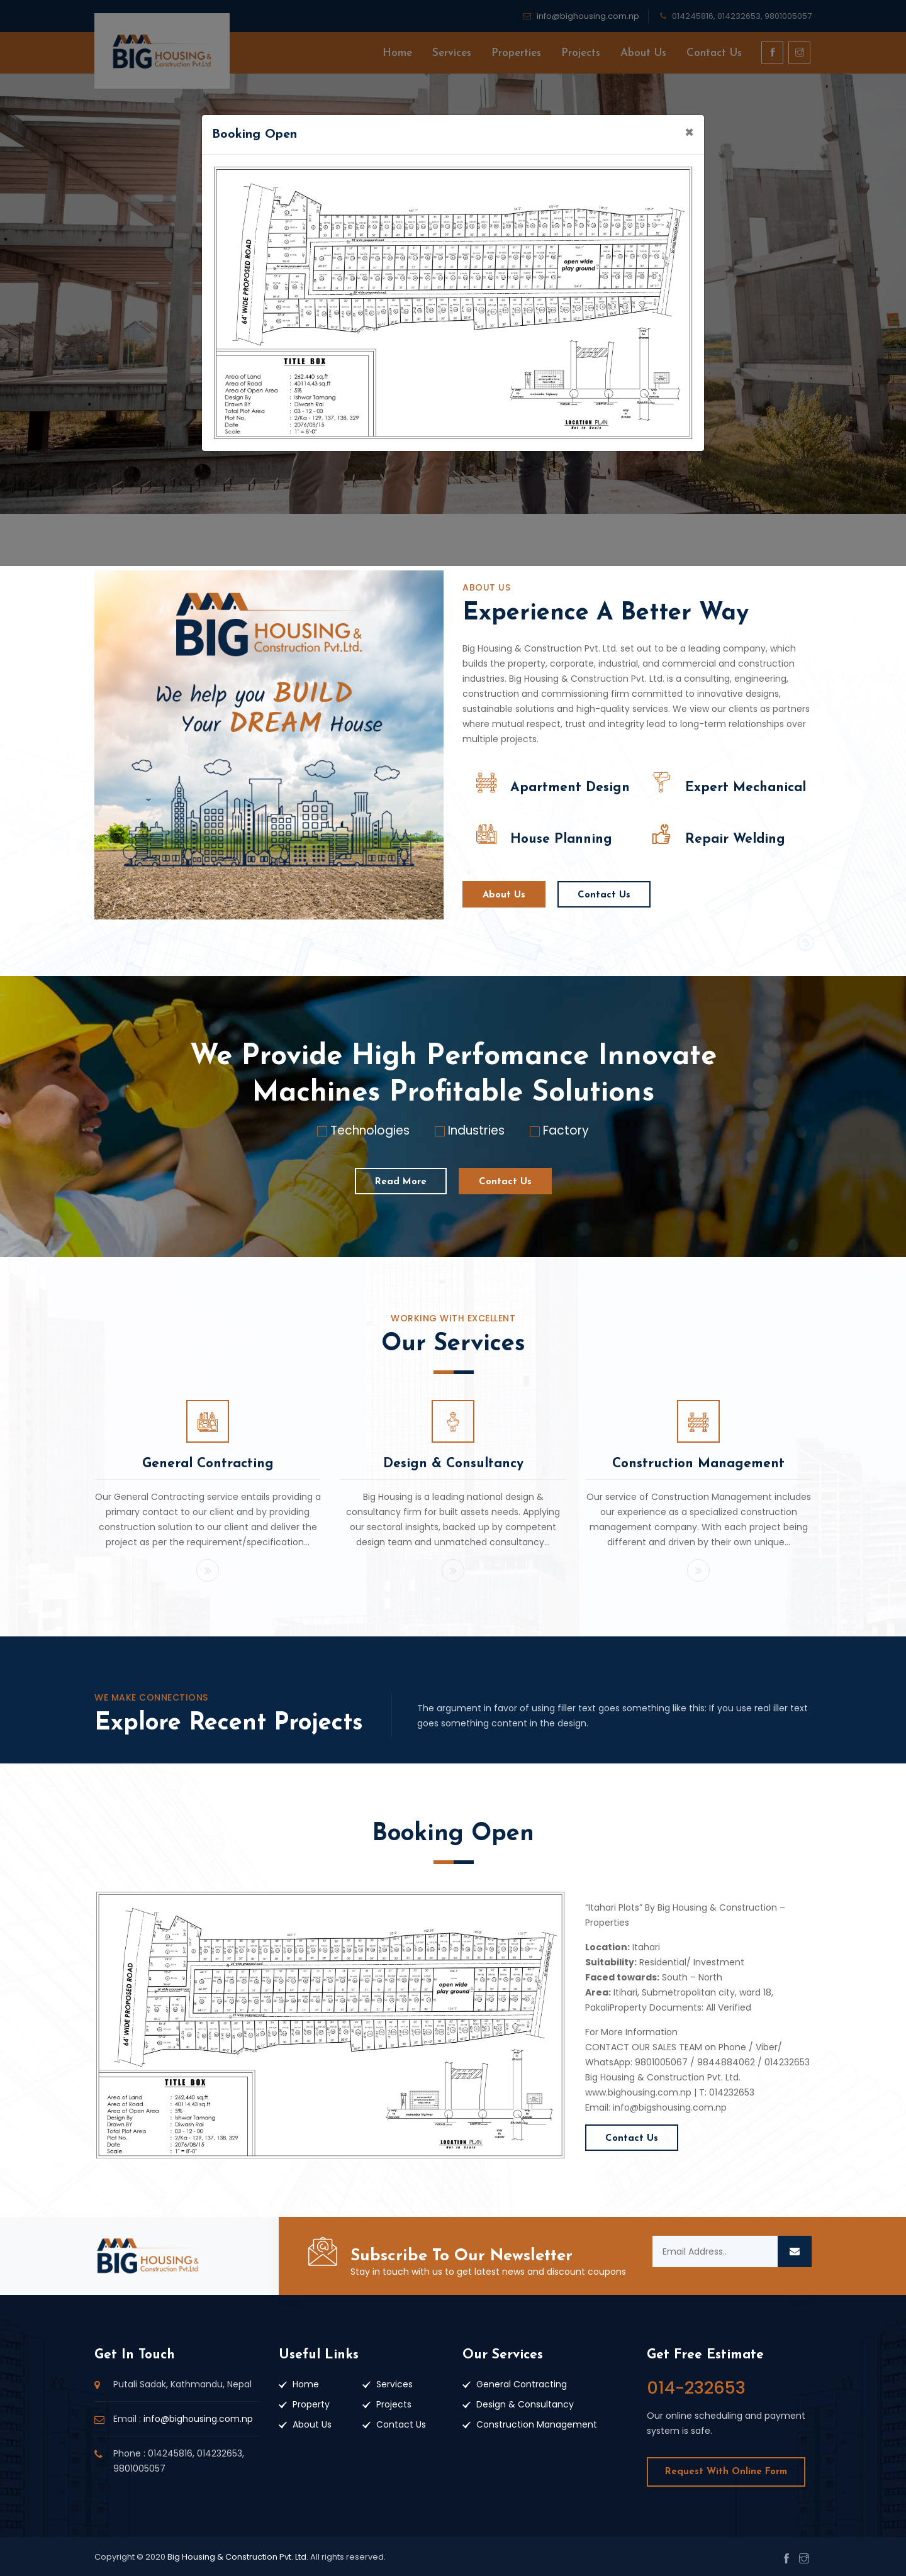 info@bighousing.com.np
014245816, 014232653, 9801005057
BIG HOUSING &
Construction Pvt.Ltd
Home
Services
Properties
Projects
About Us
Contact Us
Booking Open
×
64' WIDE PROPOSED ROAD
open wide
play ground
TITLE BOX
Area of Land : 262,440 sq.ft
Area of Road : 40114.43 sq.ft
Area of Open Area : 5%
Design By : Ishwar Tamang
Drawn BY : Diwash Rai
Total Plot Area : 03 - 12 - 00
Plot No. : 2/Ka - 129, 137, 138, 329
Date : 2076/08/15
Scale : 1" = 8'-0"
LOCATION PLAN
Not to Scale
BIG HOUSING &
Construction Pvt.Ltd.
We help you BUILD
Your DREAM House
ABOUT US
Experience A Better Way
Big Housing & Construction Pvt. Ltd. set out to be a leading company, which
builds the property, corporate, industrial, and commercial and construction
industries. Big Housing & Construction Pvt. Ltd. is a consulting, engineering,
construction and commissioning firm committed to innovative designs,
sustainable solutions and high-quality services. We view our clients as partners
where mutual respect, trust and integrity lead to long-term relationships over
multiple projects.
Apartment Design
Expert Mechanical
House Planning
Repair Welding
About Us
Contact Us
We Provide High Perfomance Innovate
Machines Profitable Solutions
Technologies
Industries
Factory
Read More
Contact Us
WORKING WITH EXCELLENT
Our Services
General Contracting
Our General Contracting service entails providing a
primary contact to our client and by providing
construction solution to our client and deliver the
project as per the requirement/specification...
Design & Consultancy
Big Housing is a leading national design &
consultancy firm for built assets needs. Applying
our sectoral insights, backed up by competent
design team and unmatched consultancy...
Construction Management
Our service of Construction Management includes
our experience as a specialized construction
management company. With each project being
different and driven by their own unique...
WE MAKE CONNECTIONS
Explore Recent Projects
The argument in favor of using filler text goes something like this: If you use real iller text
goes something content in the design.
Booking Open
64' WIDE PROPOSED ROAD
open wide
play ground
TITLE BOX
Area of Land : 262,440 sq.ft
Area of Road : 40114.43 sq.ft
Area of Open Area : 5%
Design By : Ishwar Tamang
Drawn BY : Diwash Rai
Total Plot Area : 03 - 12 - 00
Plot No. : 2/Ka - 129, 137, 138, 329
Date : 2076/08/15
Scale : 1" = 8'-0"
LOCATION PLAN
Not to Scale
“Itahari Plots” By Big Housing & Construction –
Properties
Location: Itahari
Suitability: Residential/ Investment
Faced towards: South – North
Area: Itihari, Submetropolitan city, ward 18,
PakaliProperty Documents: All Verified
For More Information
CONTACT OUR SALES TEAM on Phone / Viber/
WhatsApp: 9801005067 / 9844884062 / 014232653
Big Housing & Construction Pvt. Ltd.
www.bighousing.com.np | T: 014232653
Email: info@bigshousing.com.np
Contact Us
BIG HOUSING &
Construction Pvt.Ltd
Subscribe To Our Newsletter
Stay in touch with us to get latest news and discount coupons
Email Address..
Get In Touch
Putali Sadak, Kathmandu, Nepal
Email : info@bighousing.com.np
Phone : 014245816, 014232653,
9801005057
Useful Links
Home
Services
Property
Projects
About Us
Contact Us
Our Services
General Contracting
Design & Consultancy
Construction Management
Get Free Estimate
014-232653
Our online scheduling and payment
system is safe.
Request With Online Form
Copyright © 2020 Big Housing & Construction Pvt. Ltd. All rights reserved.